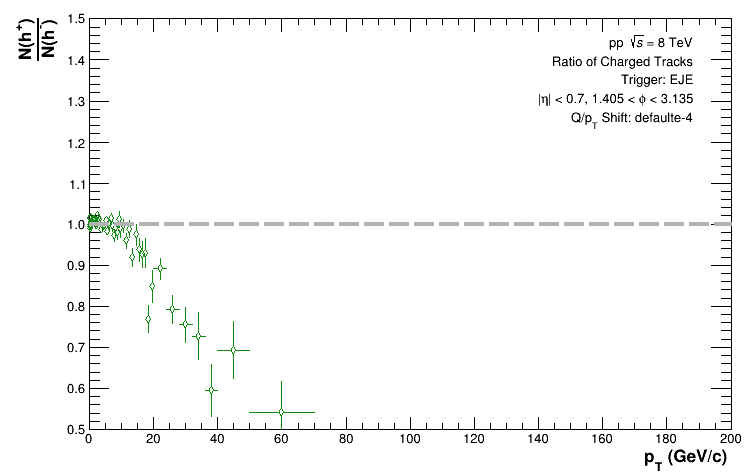 N(h⁺)
N(h⁻)
1.5
1.4
1.3
1.2
1.1
1.0
0.9
0.8
0.7
0.6
0.5
pp √s = 8 TeV
Ratio of Charged Tracks
Trigger: EJE
|η| < 0.7, 1.405 < ϕ < 3.135
Q/p_T Shift: defaulte-4
0 20 40 60 80 100 120 140 160 180 200
p_T (GeV/c)